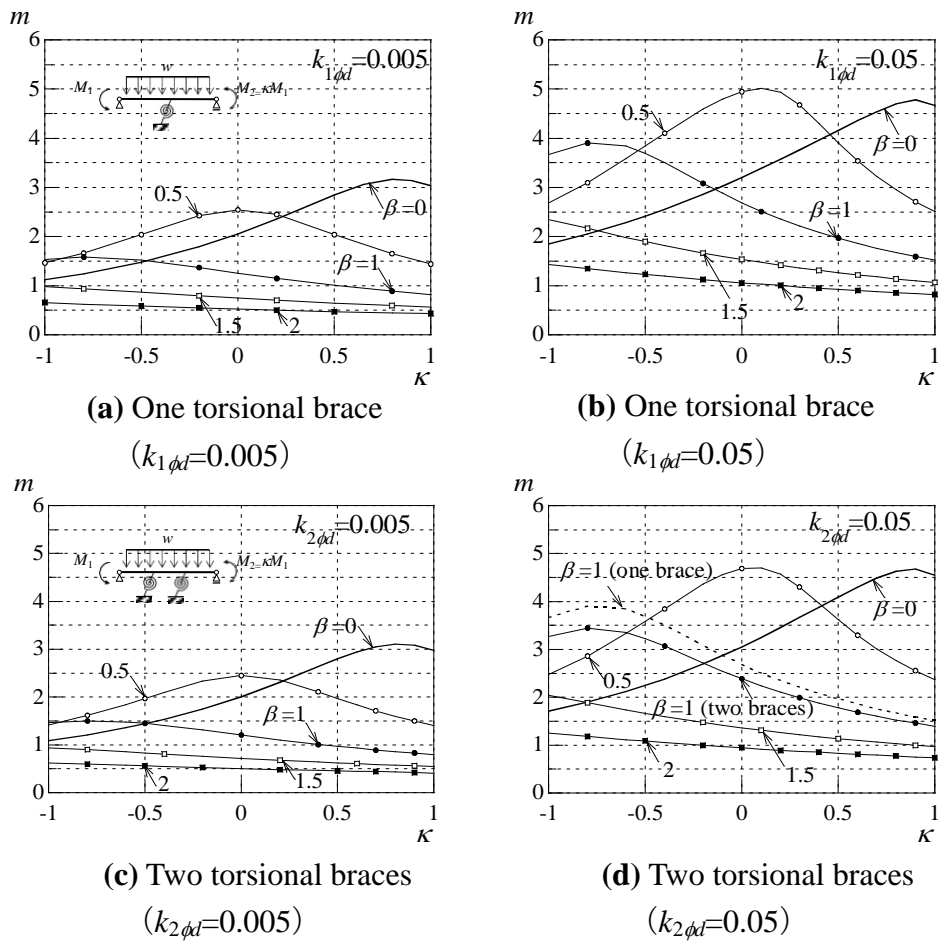 m
6
5
4
3
2
1
0
k1ϕd=0.005
w
M1
M2=κM1
0.5
β=0
β=1
1.5
2
-1 -0.5 0 0.5 1
κ
(a) One torsional brace
(k1ϕd=0.005)
m
6
5
4
3
2
1
0
k1ϕd=0.05
0.5
β=0
β=1
1.5
2
-1 -0.5 0 0.5 1
κ
(b) One torsional brace
(k1ϕd=0.05)
m
6
5
4
3
2
1
0
k2ϕd=0.005
w
M1
M2=κM1
β=0
0.5
β=1
2
1.5
-1 -0.5 0 0.5 1
κ
(c) Two torsional braces
(k2ϕd=0.005)
m
6
5
4
3
2
1
0
k2ϕd=0.05
β=1 (one brace)
β=0
0.5
β=1 (two braces)
2
1.5
-1 -0.5 0 0.5 1
κ
(d) Two torsional braces
(k2ϕd=0.05)